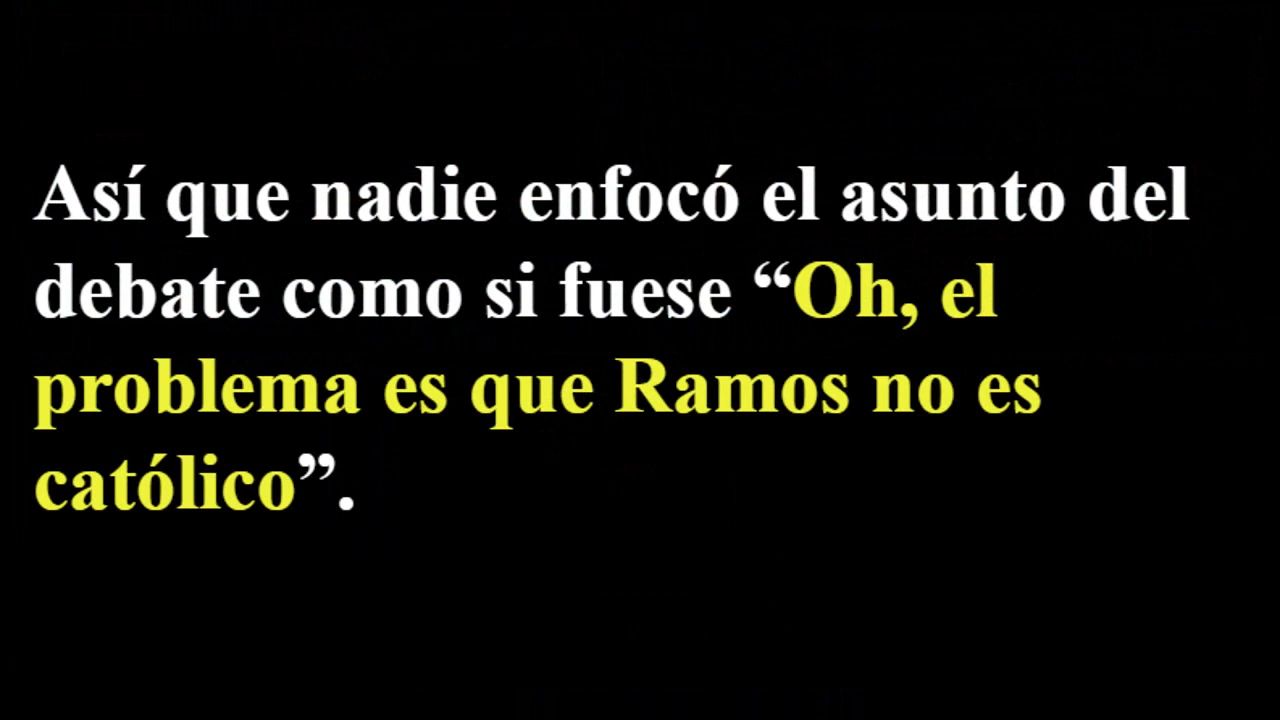 Así que nadie enfocó el asunto del
debate como si fuese “Oh, el
problema es que Ramos no es
católico”.